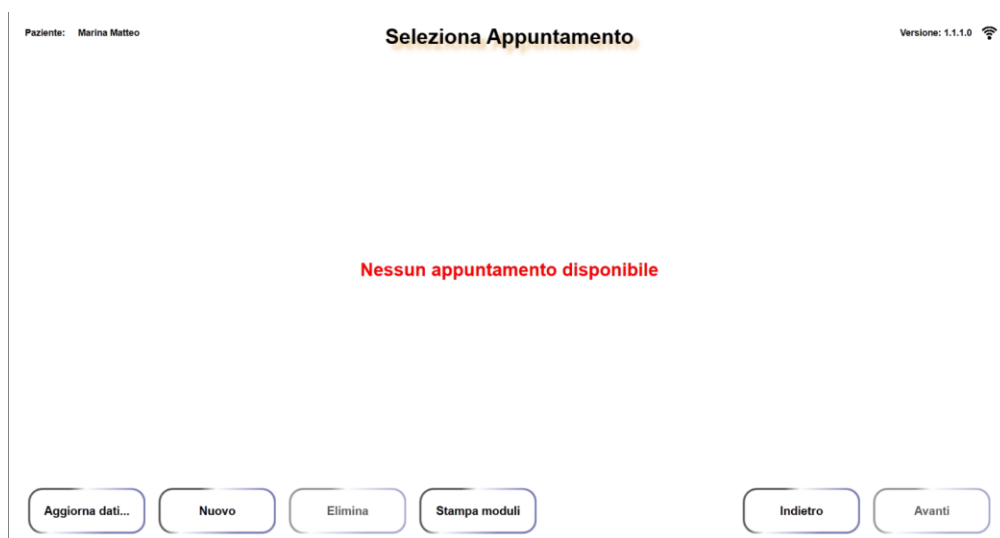 Paziente: Marina Matteo
Seleziona Appuntamento
Versione: 1.1.1.0
Nessun appuntamento disponibile
Aggiorna dati...
Nuovo
Elimina
Stampa moduli
Indietro
Avanti